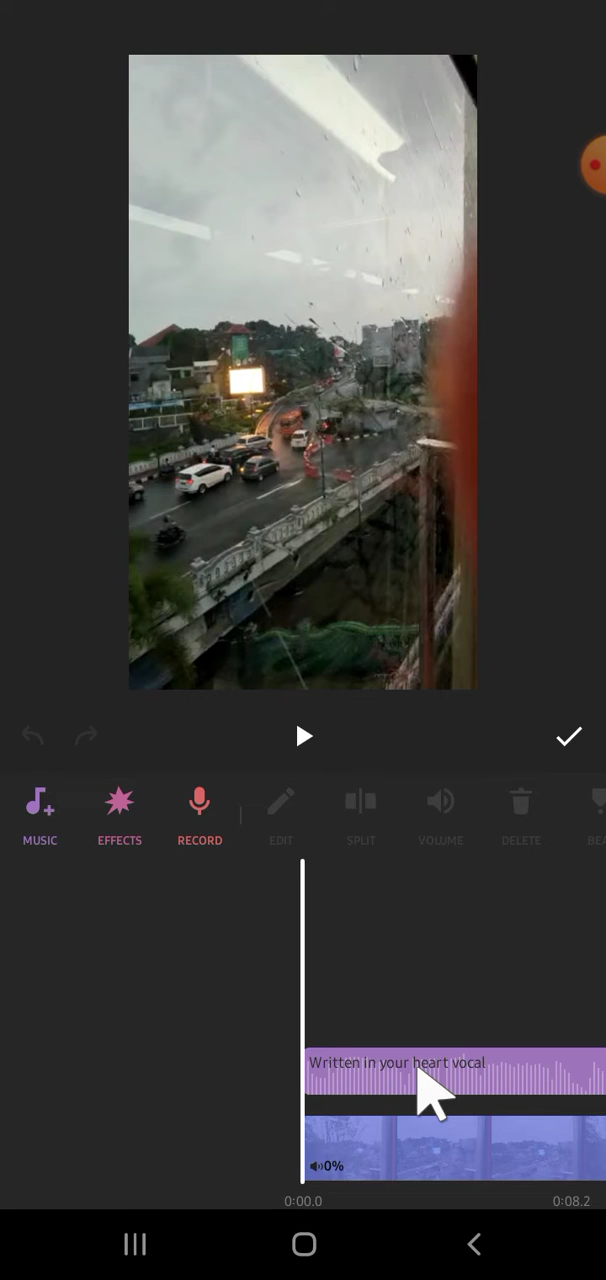 MUSIC EFFECTS RECORD EDIT SPLIT VOLUME DELETE BEA
Written in your heart vocal
0%
0:00.0 0:08.2